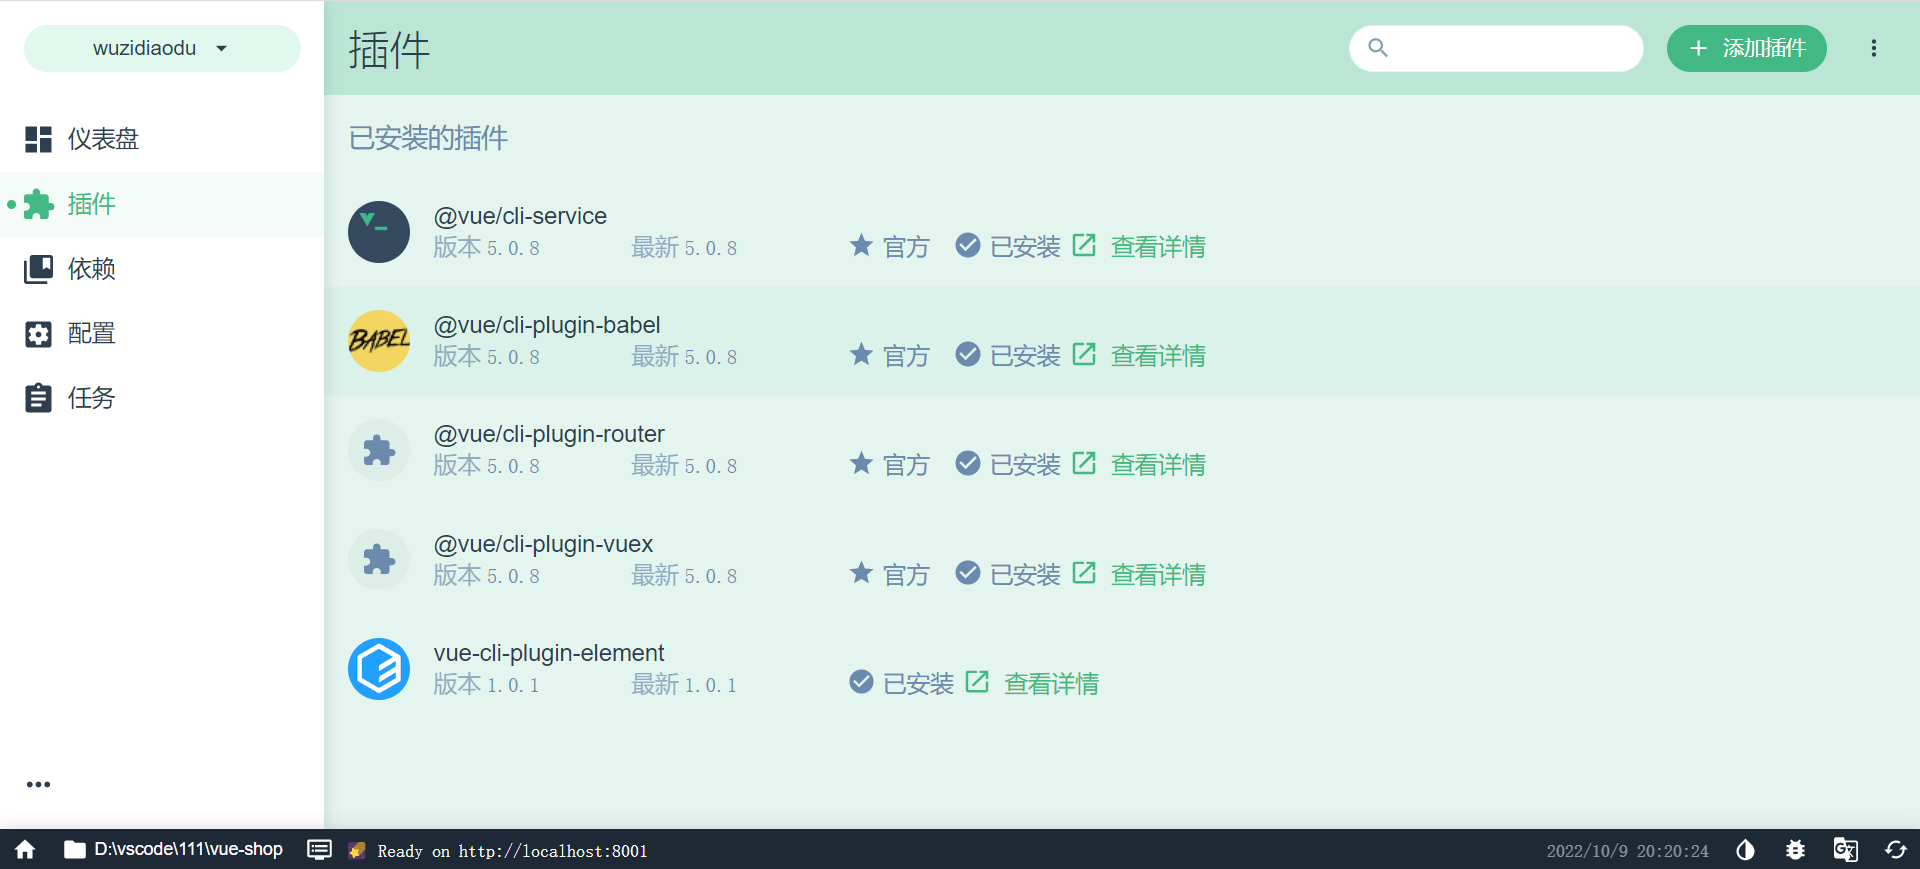 wuzidiaodu
仪表盘
插件
依赖
配置
任务
插件
添加插件
已安装的插件
@vue/cli-service
版本 5.0.8 最新 5.0.8 官方 已安装 查看详情
BABEL
@vue/cli-plugin-babel
版本 5.0.8 最新 5.0.8 官方 已安装 查看详情
@vue/cli-plugin-router
版本 5.0.8 最新 5.0.8 官方 已安装 查看详情
@vue/cli-plugin-vuex
版本 5.0.8 最新 5.0.8 官方 已安装 查看详情
vue-cli-plugin-element
版本 1.0.1 最新 1.0.1 已安装 查看详情
D:\vscode\111\vue-shop Ready on http://localhost:8001 2022/10/9 20:20:24